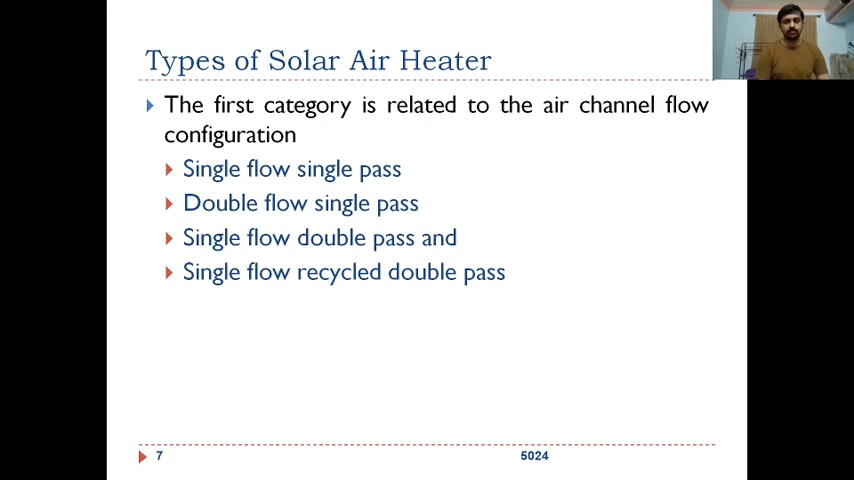 Types of Solar Air Heater
The first category is related to the air channel flow
configuration
Single flow single pass
Double flow single pass
Single flow double pass and
Single flow recycled double pass
7
5024